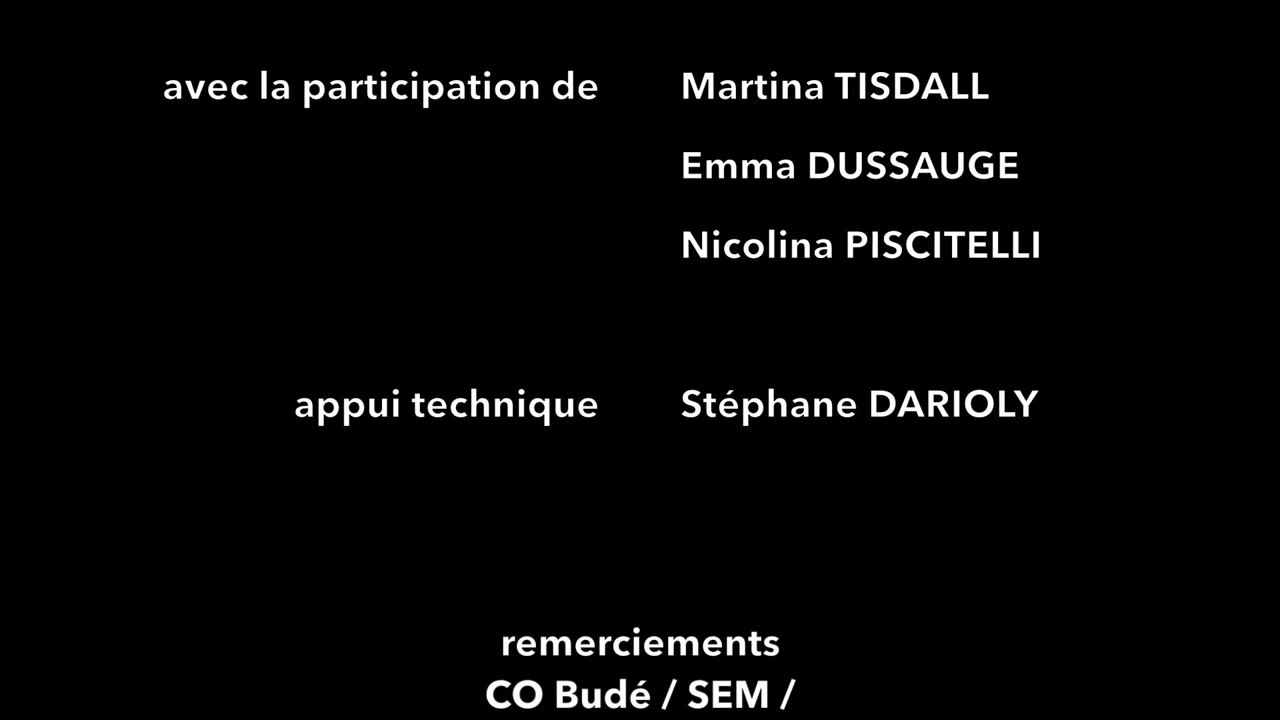 avec la participation de Martina TISDALL
Emma DUSSAUGE
Nicolina PISCITELLI
appui technique Stéphane DARIOLY
remerciements
CO Budé / SEM /